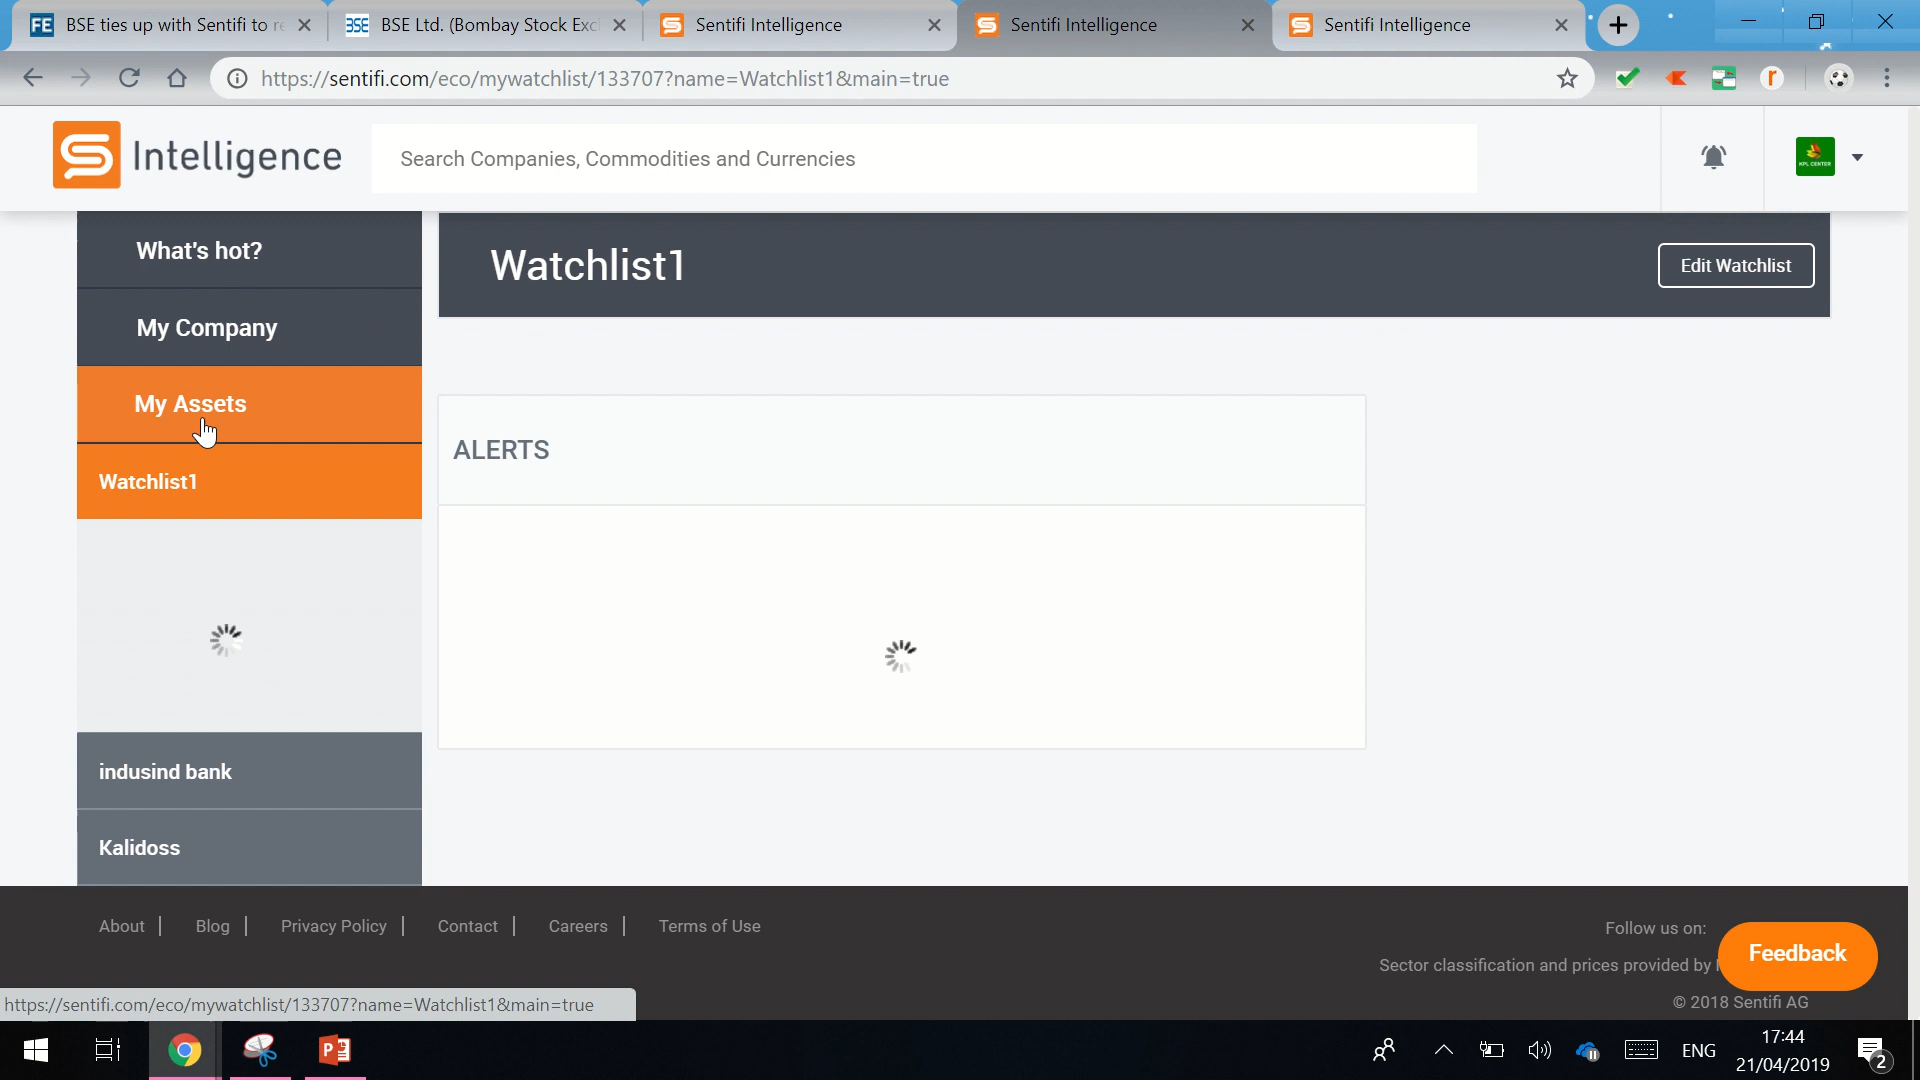 FE BSE ties up with Sentifi to re
BSE BSE Ltd. (Bombay Stock Exc
Sentifi Intelligence
Sentifi Intelligence
Sentifi Intelligence
https://sentifi.com/eco/mywatchlist/133707?name=Watchlist1&main=true
Intelligence
Search Companies, Commodities and Currencies
KPL CENTER
What's hot?
My Company
My Assets
Watchlist1
indusind bank
Kalidoss
Watchlist1
Edit Watchlist
ALERTS
About | Blog | Privacy Policy | Contact | Careers | Terms of Use
Follow us on:
Sector classification and prices provided by
Feedback
© 2018 Sentifi AG
https://sentifi.com/eco/mywatchlist/133707?name=Watchlist1&main=true
ENG
17:44
21/04/2019
2